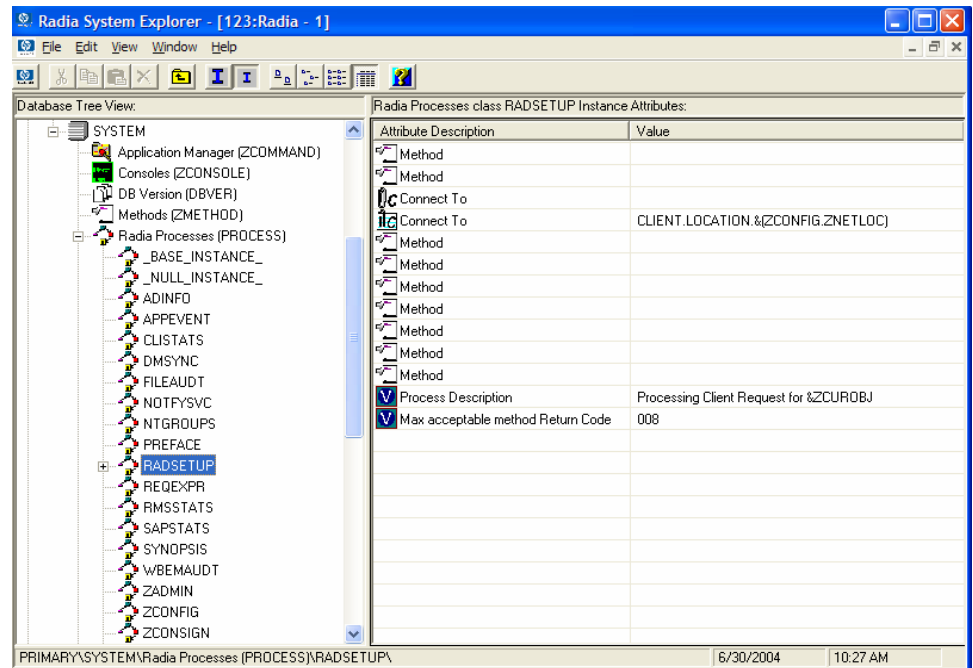 Radia System Explorer - [123:Radia - 1]
File Edit View Window Help
Database Tree View:
Radia Processes class RADSETUP Instance Attributes:
SYSTEM
Application Manager (ZCOMMAND)
Consoles (ZCONSOLE)
DB Version (DBVER)
Methods (ZMETHOD)
Radia Processes (PROCESS)
_BASE_INSTANCE_
_NULL_INSTANCE_
ADINFO
APPEVENT
CLISTATS
DMSYNC
FILEAUDT
NOTFYSVC
NTGROUPS
PREFACE
RADSETUP
REQEXPR
RMSSTATS
SAPSTATS
SYNOPSIS
WBEMAUDT
ZADMIN
ZCONFIG
ZCONSIGN
Attribute Description Value
Method
Method
Connect To
Connect To CLIENT.LOCATION.&(ZCONFIG.ZNETLOC)
Method
Method
Method
Method
Method
Method
Method
Process Description Processing Client Request for &ZCUROBJ
Max acceptable method Return Code 008
PRIMARY\SYSTEM\Radia Processes (PROCESS)\RADSETUP\ 6/30/2004 10:27 AM